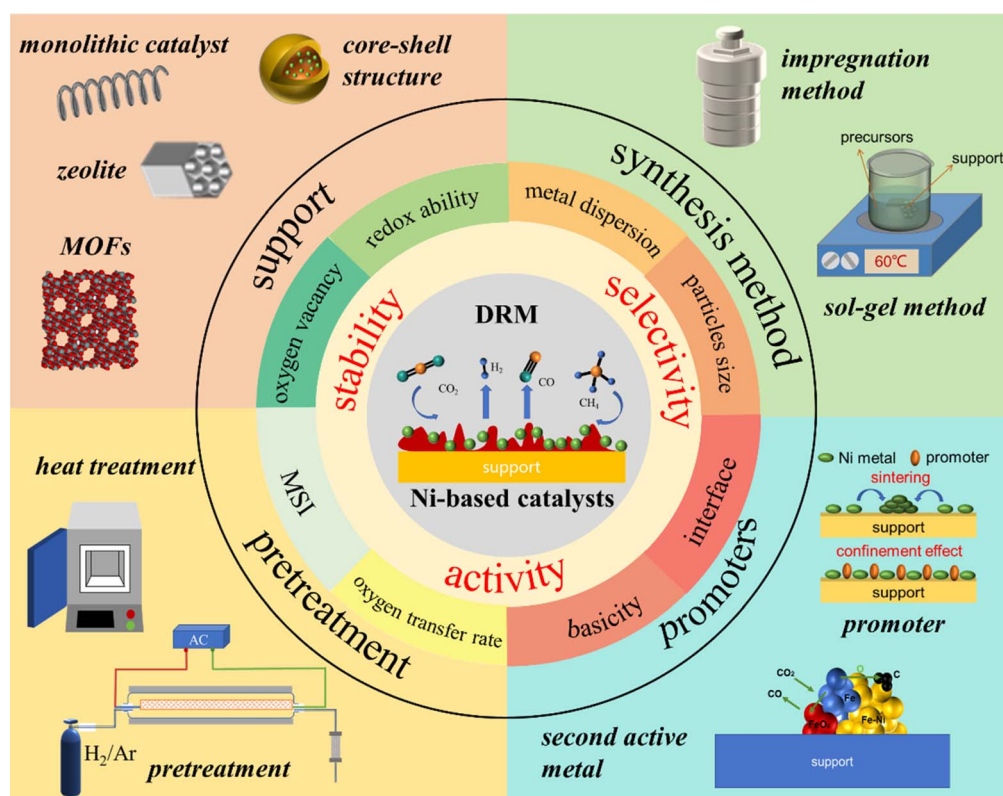 monolithic catalyst
core-shell
structure
zeolite
MOFs
impregnation
method
precursors
support
60℃
sol-gel method
support
synthesis method
pretreatment
promoters
redox ability
metal dispersion
oxygen vacancy
particles size
MSI
interface
oxygen transfer rate
basicity
stability
selectivity
activity
DRM
CO₂
H₂
CO
CH₄
support
Ni-based catalysts
heat treatment
AC
H₂/Ar
pretreatment
Ni metal promoter
sintering
support
confinement effect
support
promoter
CO₂
O
C
CO
Fe
Fe-Ni
support
second active
metal